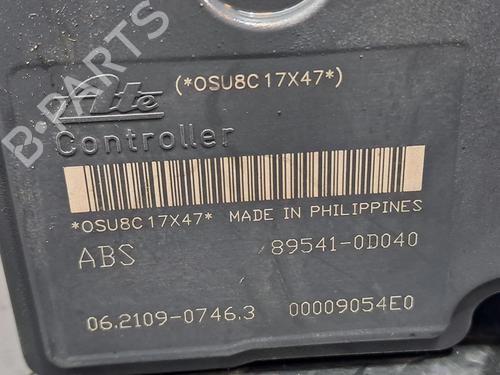 B-PARTS
(*OSU8C17X47*)
Ate
Controller
*OSU8C17X47* MADE IN PHILIPPINES
ABS 89541-0D040
06.2109-0746.3 00009054E0